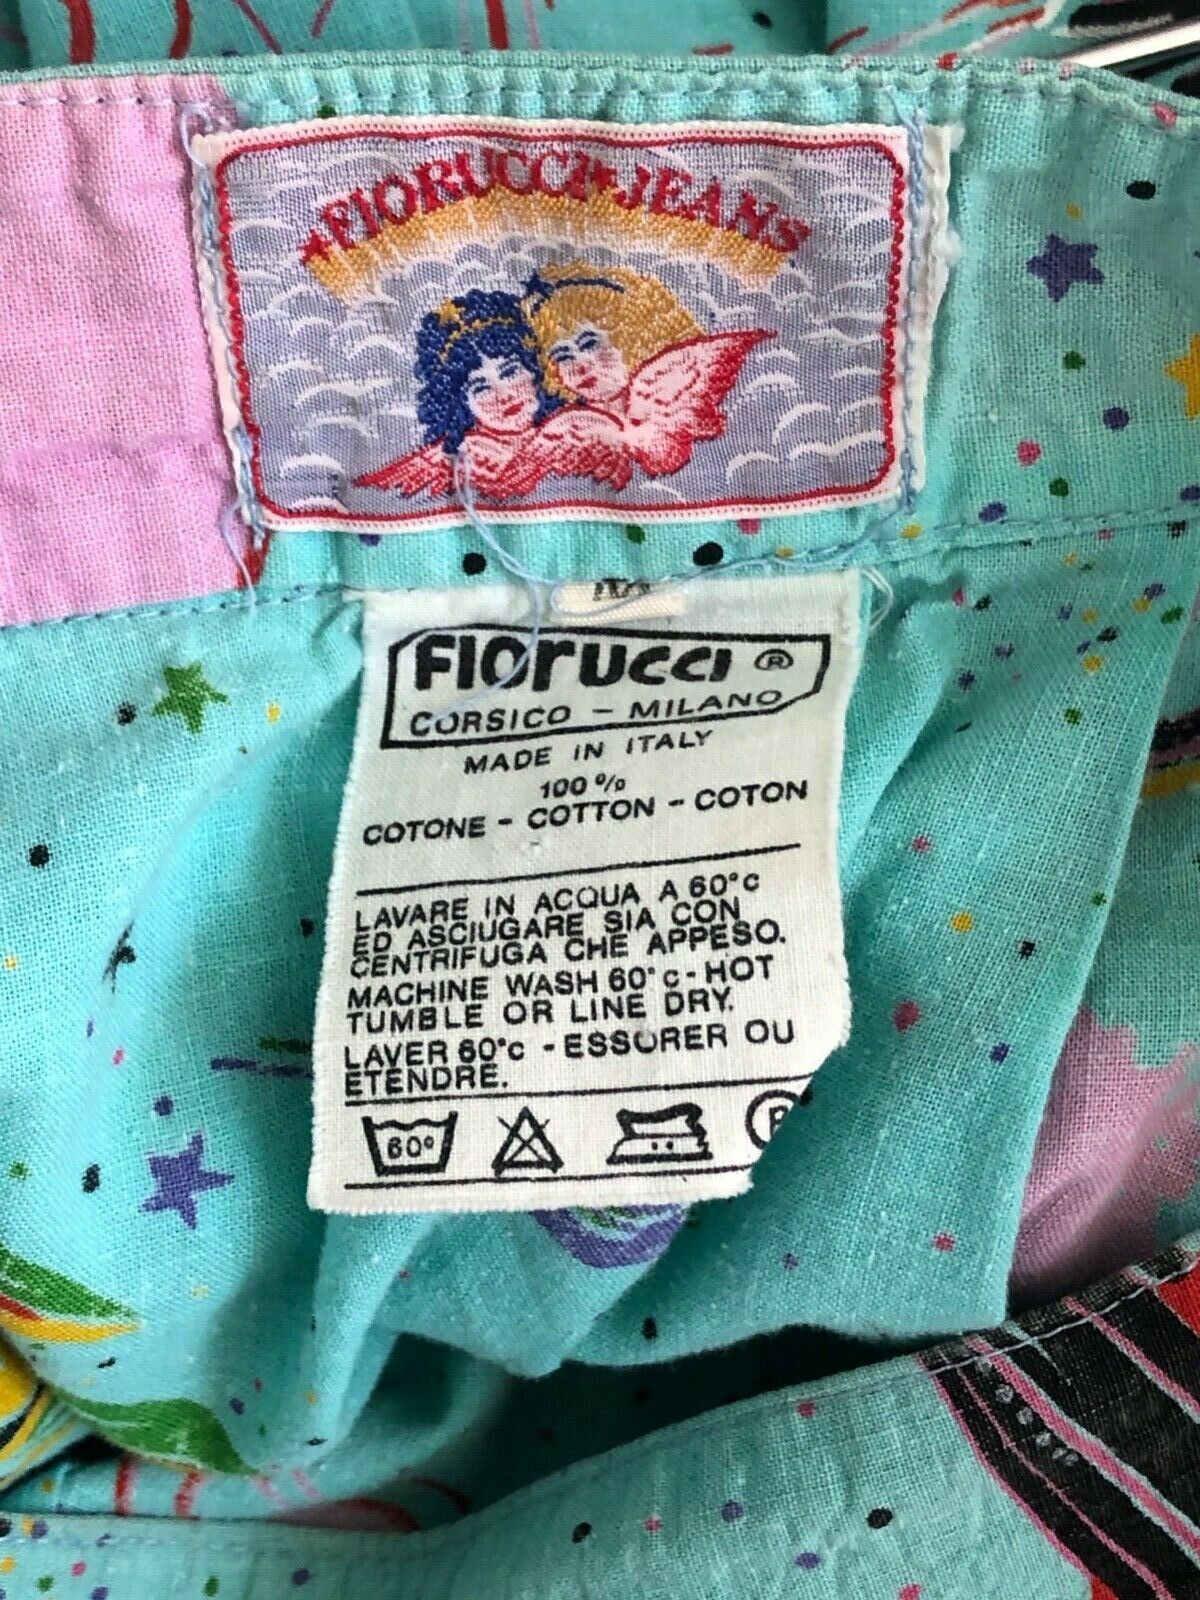 ★FIORUCCI★JEANS
FIorUCCI ®
CORSICO - MILANO
MADE IN ITALY
100%
COTONE - COTTON - COTON
LAVARE IN ACQUA A 60°C
ED ASCIUGARE SIA CON
CENTRIFUGA CHE APPESO.
MACHINE WASH 60°C - HOT
TUMBLE OR LINE DRY.
LAVER 60°C - ESSORER OU
ETENDRE.
60°